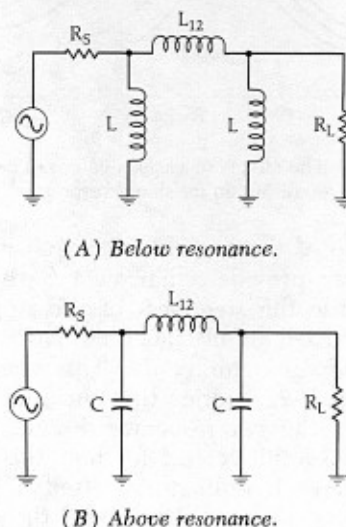 L12
RS
L
L
RL
(A) Below resonance.
L12
RS
C
C
RL
(B) Above resonance.